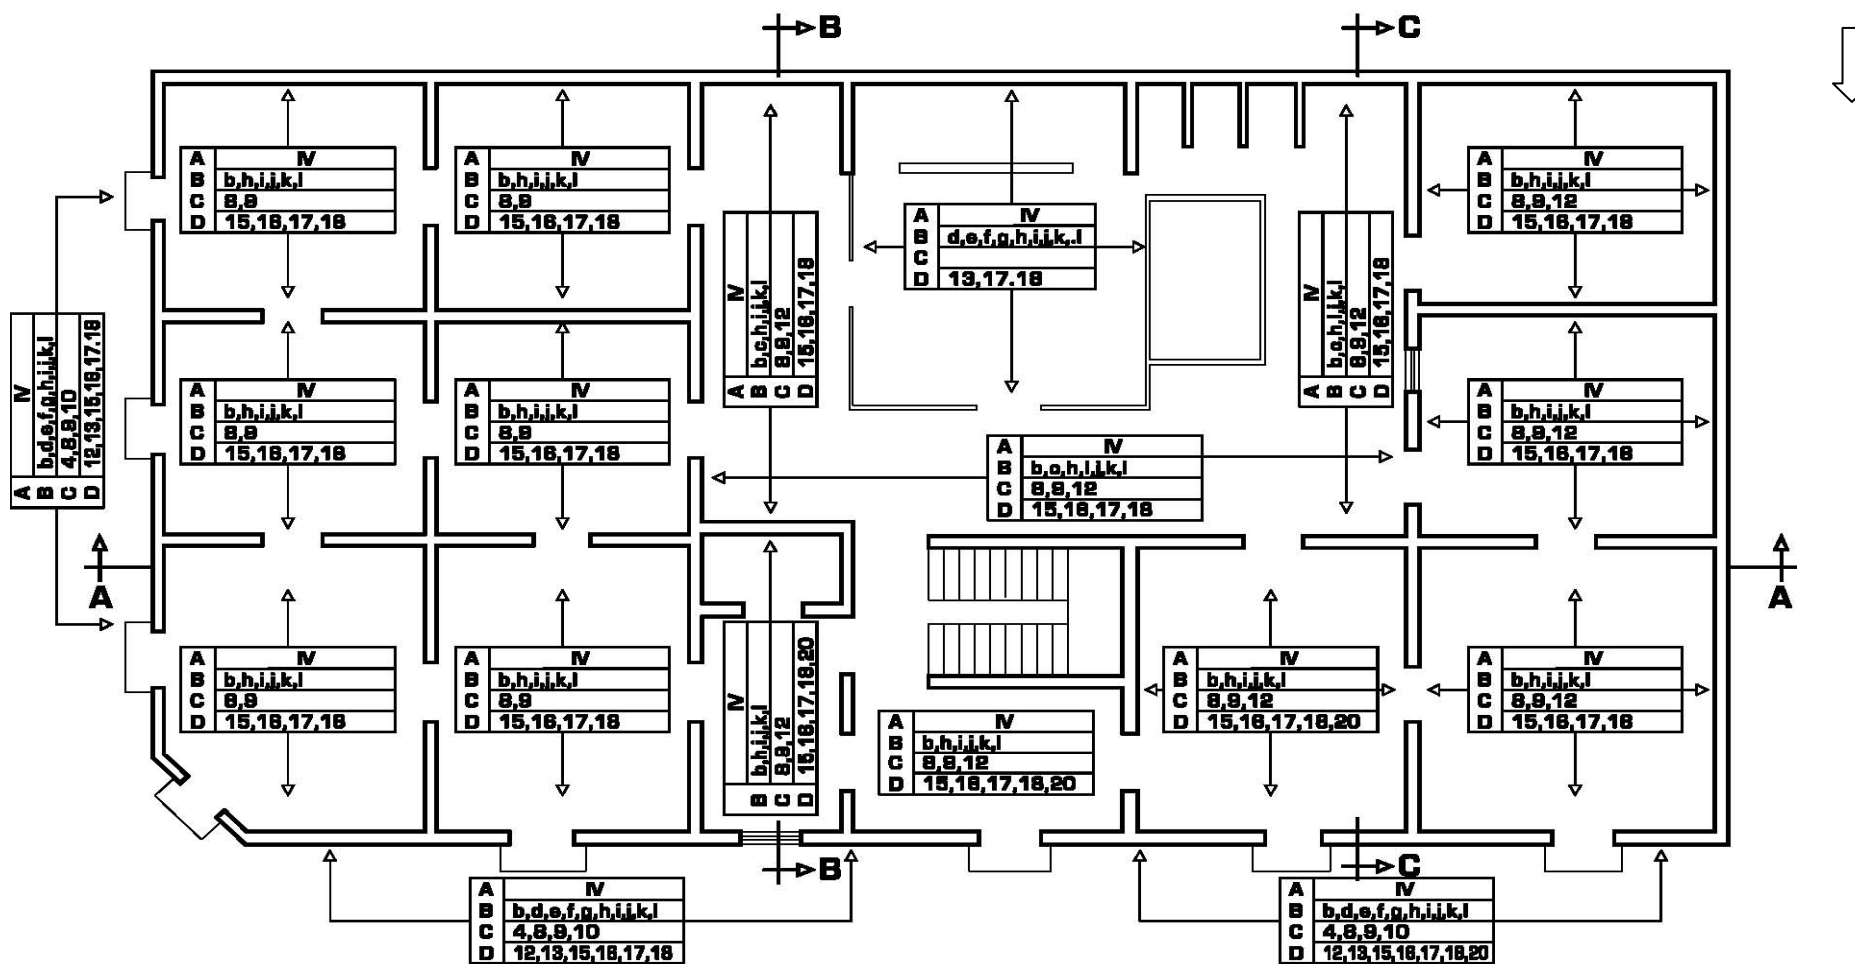 B
C
A IV
B b,h,i,j,k,l
C 8,9
D 15,16,17,18
A IV
B b,h,i,j,k,l
C 8,9
D 15,16,17,18
A IV
B b,c,h,i,j,k,l
C 8,9,12
D 15,16,17,18
A IV
B d,e,f,g,h,i,j,k,.l
C
D 13,17.18
A IV
B b,c,h,i,j,k,l
C 8,9,12
D 15,16,17,18
A IV
B b,h,i,j,k,l
C 8,9,12
D 15,16,17,18
A IV
B b,d,e,f,g,h,i,j,k,l
C 4,8,9,10
D 12,13,15,16,17,18
A IV
B b,h,i,j,k,l
C 8,9
D 15,16,17,18
A IV
B b,h,i,j,k,l
C 8,9
D 15,16,17,18
A IV
B b,c,h,i,j,k,l
C 8,9,12
D 15,16,17,18
A IV
B b,h,i,j,k,l
C 8,9,12
D 15,16,17,18
A
A
A IV
B b,h,i,j,k,l
C 8,9
D 15,16,17,18
A IV
B b,h,i,j,k,l
C 8,9
D 15,16,17,18
IV
B b,h,i,j,k,l
C 8,9,12
D 15,16,17,18,20
A IV
B b,h,i,j,k,l
C 8,9,12
D 15,16,17,18,20
A IV
B b,h,i,j,k,l
C 8,9,12
D 15,16,17,18,20
A IV
B b,h,i,j,k,l
C 8,9,12
D 15,16,17,18
B
C
A IV
B b,d,e,f,g,h,i,j,k,l
C 4,8,9,10
D 12,13,15,16,17,18
A IV
B b,d,e,f,g,h,i,j,k,l
C 4,8,9,10
D 12,13,15,16,17,18,20